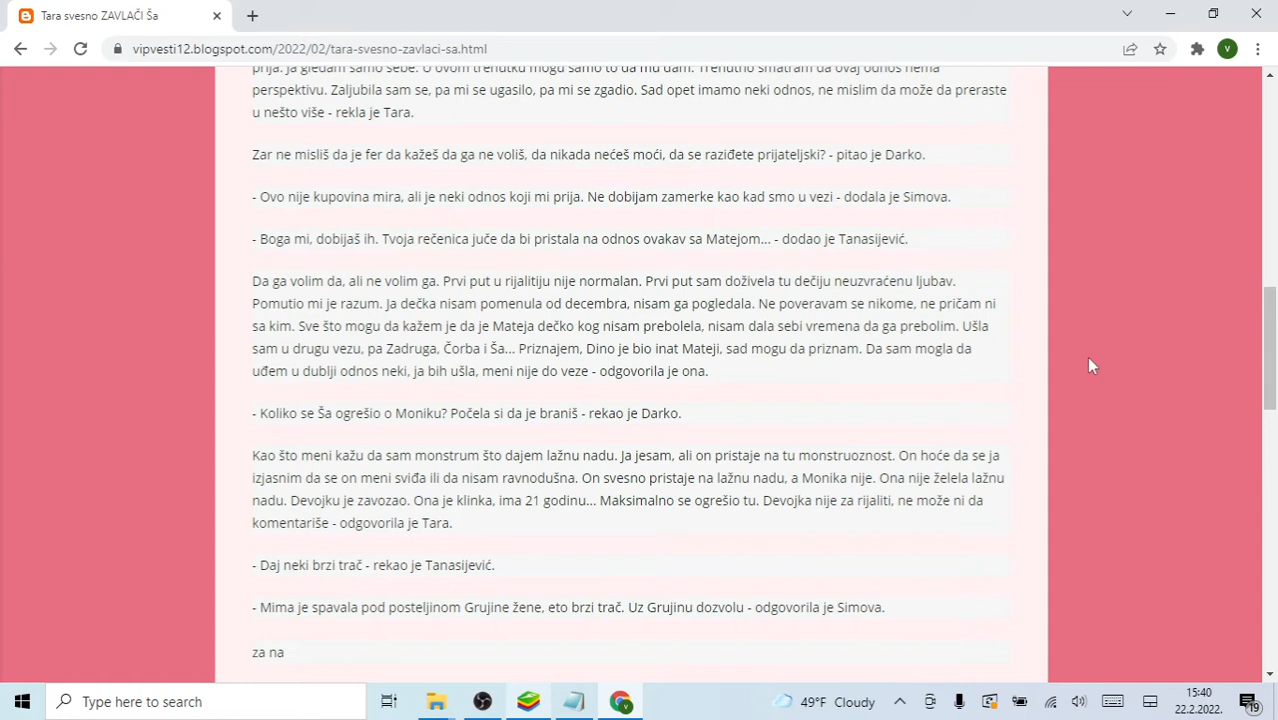 Tara svesno ZAVLAČI Ša
vipvesti12.blogspot.com/2022/02/tara-svesno-zavlaci-sa.html
V
prija. Ja gledam samo sebe. U ovom trenutku mogu samo to da mu dam. Trenutno smatram da ovaj odnos nema
perspektivu. Zaljubila sam se, pa mi se ugasilo, pa mi se zgadio. Sad opet imamo neki odnos, ne mislim da može da preraste
u nešto više - rekla je Tara.
Zar ne misliš da je fer da kažeš da ga ne voliš, da nikada nećeš moći, da se raziđete prijateljski? - pitao je Darko.
- Ovo nije kupovina mira, ali je neki odnos koji mi prija. Ne dobijam zamerke kao kad smo u vezi - dodala je Simova.
- Boga mi, dobijaš ih. Tvoja rečenica juče da bi pristala na odnos ovakav sa Matejom... - dodao je Tanasijević.
Da ga volim da, ali ne volim ga. Prvi put u rijalitiju nije normalan. Prvi put sam doživela tu dečiju neuzvraćenu ljubav.
Pomutio mi je razum. Ja dečka nisam pomenula od decembra, nisam ga pogledala. Ne poveravam se nikome, ne pričam ni
sa kim. Sve što mogu da kažem je da je Mateja dečko kog nisam prebolela, nisam dala sebi vremena da ga prebolim. Ušla
sam u drugu vezu, pa Zadruga, Čorba i Ša... Priznajem, Dino je bio inat Mateji, sad mogu da priznam. Da sam mogla da
uđem u dublji odnos neki, ja bih ušla, meni nije do veze - odgovorila je ona.
- Koliko se Ša ogrešio o Moniku? Počela si da je braniš - rekao je Darko.
Kao što meni kažu da sam monstrum što dajem lažnu nadu. Ja jesam, ali on pristaje na tu monstruoznost. On hoće da se ja
izjasnim da se on meni sviđa ili da nisam ravnodušna. On svesno pristaje na lažnu nadu, a Monika nije. Ona nije želela lažnu
nadu. Devojku je zavozao. Ona je klinka, ima 21 godinu... Maksimalno se ogrešio tu. Devojka nije za rijaliti, ne može ni da
komentariše - odgovorila je Tara.
- Daj neki brzi trač - rekao je Tanasijević.
- Mima je spavala pod posteljinom Grujine žene, eto brzi trač. Uz Grujinu dozvolu - odgovorila je Simova.
za na
Type here to search
49°F Cloudy
15:40
22.2.2022.
19